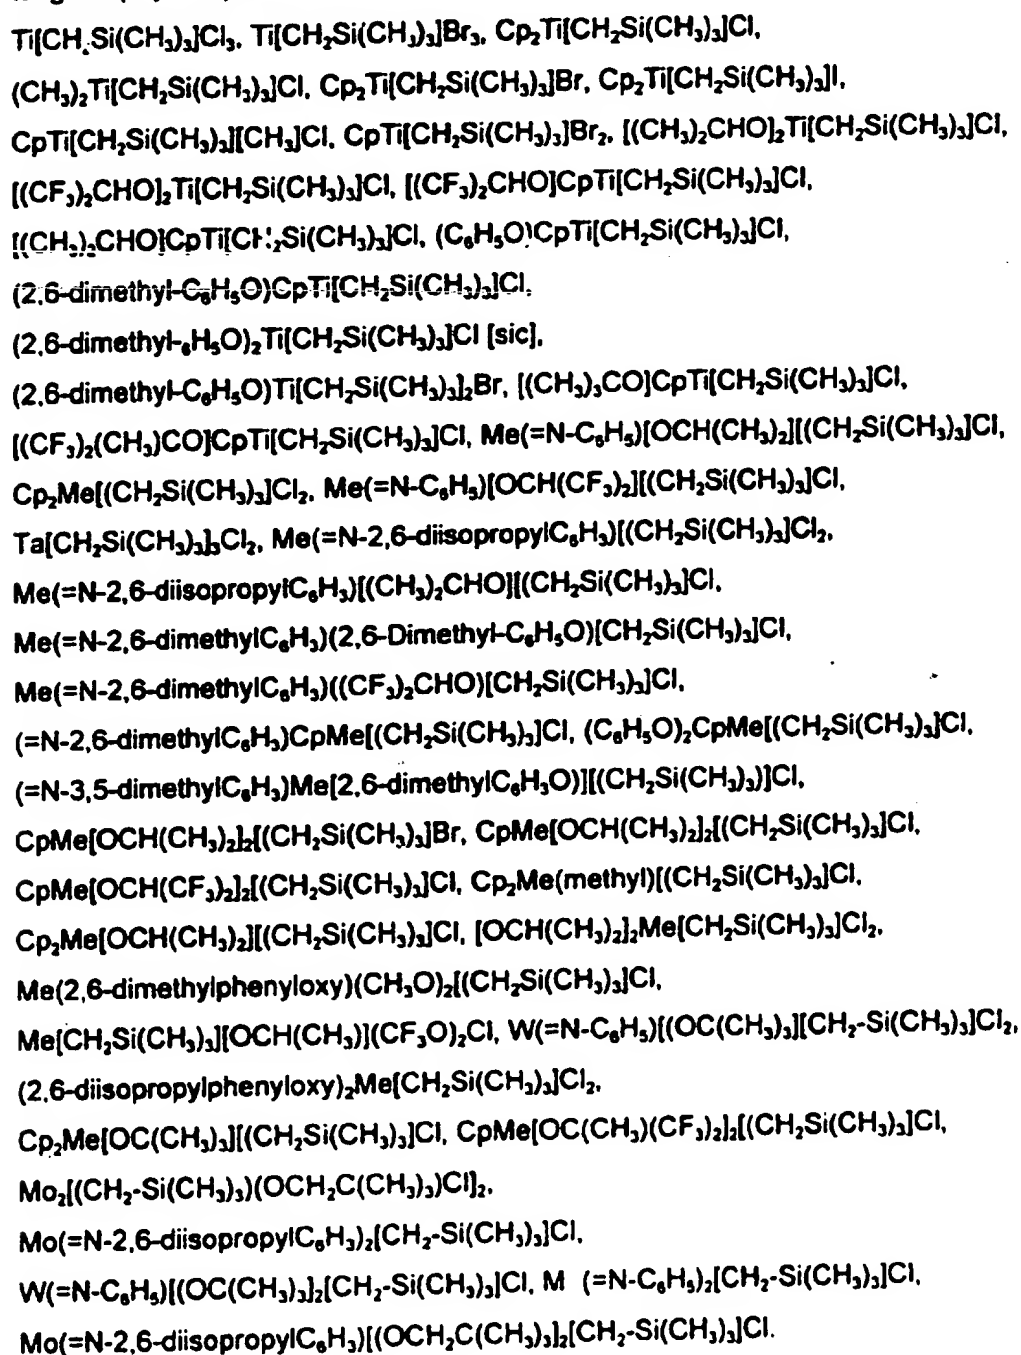 Ti[CH₂Si(CH₃)₃]Cl₃, Ti[CH₂Si(CH₃)₃]Br₃, Cp₂Ti[CH₂Si(CH₃)₃]Cl,
(CH₃)₂Ti[CH₂Si(CH₃)₃]Cl, Cp₂Ti[CH₂Si(CH₃)₃]Br, Cp₂Ti[CH₂Si(CH₃)₃]I,
CpTi[CH₂Si(CH₃)₃][CH₃]Cl, CpTi[CH₂Si(CH₃)₃]Br₂, [(CH₃)₂CHO]₂Ti[CH₂Si(CH₃)₃]Cl,
[(CF₃)₂CHO]₂Ti[CH₂Si(CH₃)₃]Cl, [(CF₃)₂CHO]CpTi[CH₂Si(CH₃)₃]Cl,
[(CH₃)₂CHO]CpTi[CH₂Si(CH₃)₃]Cl, (C₆H₅O)CpTi[CH₂Si(CH₃)₃]Cl,
(2,6-dimethyl-C₆H₅O)CpTi[CH₂Si(CH₃)₃]Cl,
(2,6-dimethyl-₆H₅O)₂Ti[CH₂Si(CH₃)₃]Cl [sic],
(2,6-dimethyl-C₆H₅O)Ti[CH₂Si(CH₃)₃]₂Br, [(CH₃)₃CO]CpTi[CH₂Si(CH₃)₃]Cl,
[(CF₃)₂(CH₃)CO]CpTi[CH₂Si(CH₃)₃]Cl, Me(=N-C₆H₅)[OCH(CH₃)₂][(CH₂Si(CH₃)₃]Cl,
Cp₂Me[(CH₂Si(CH₃)₃]Cl₂, Me(=N-C₆H₅)[OCH(CF₃)₂][(CH₂Si(CH₃)₃]Cl,
Ta[CH₂Si(CH₃)₃]₃Cl₂, Me(=N-2,6-diisopropylC₆H₃)[(CH₂Si(CH₃)₃]Cl₂,
Me(=N-2,6-diisopropylC₆H₃)[(CH₃)₂CHO][(CH₂Si(CH₃)₃]Cl,
Me(=N-2,6-dimethylC₆H₃)(2,6-Dimethyl-C₆H₅O)[CH₂Si(CH₃)₃]Cl,
Me(=N-2,6-dimethylC₆H₃)((CF₃)₂CHO)[CH₂Si(CH₃)₃]Cl,
(=N-2,6-dimethylC₆H₃)CpMe[(CH₂Si(CH₃)₃]Cl, (C₆H₅O)₂CpMe[(CH₂Si(CH₃)₃]Cl,
(=N-3,5-dimethylC₆H₃)Me[2,6-dimethylC₆H₃O)][(CH₂Si(CH₃)₃)]Cl,
CpMe[OCH(CH₃)₂]₂[(CH₂Si(CH₃)₃]Br, CpMe[OCH(CH₃)₂]₂[(CH₂Si(CH₃)₃]Cl,
CpMe[OCH(CF₃)₂]₂[(CH₂Si(CH₃)₃]Cl, Cp₂Me(methyl)[(CH₂Si(CH₃)₃]Cl,
Cp₂Me[OCH(CH₃)₂][(CH₂Si(CH₃)₃]Cl, [OCH(CH₃)₂]₂Me[CH₂Si(CH₃)₃]Cl₂,
Me(2,6-dimethylphenyloxy)(CH₃O)₂[(CH₂Si(CH₃)₃]Cl,
Me[CH₂Si(CH₃)₃][OCH(CH₃)](CF₃O)₂Cl, W(=N-C₆H₅)[(OC(CH₃)₃][CH₂-Si(CH₃)₃]Cl₂,
(2,6-diisopropylphenyloxy)₂Me[CH₂Si(CH₃)₃]Cl₂,
Cp₂Me[OC(CH₃)₃][(CH₂Si(CH₃)₃]Cl, CpMe[OC(CH₃)(CF₃)₂]₂[(CH₂Si(CH₃)₃]Cl,
Mo₂[(CH₂-Si(CH₃)₃)(OCH₂C(CH₃)₃)Cl]₂,
Mo(=N-2,6-diisopropylC₆H₃)₂[CH₂-Si(CH₃)₃]Cl,
W(=N-C₆H₅)[(OC(CH₃)₃]₂[CH₂-Si(CH₃)₃]Cl, M (=N-C₆H₅)₂[CH₂-Si(CH₃)₃]Cl,
Mo(=N-2,6-diisopropylC₆H₃)[(OCH₂C(CH₃)₃]₂[CH₂-Si(CH₃)₃]Cl.